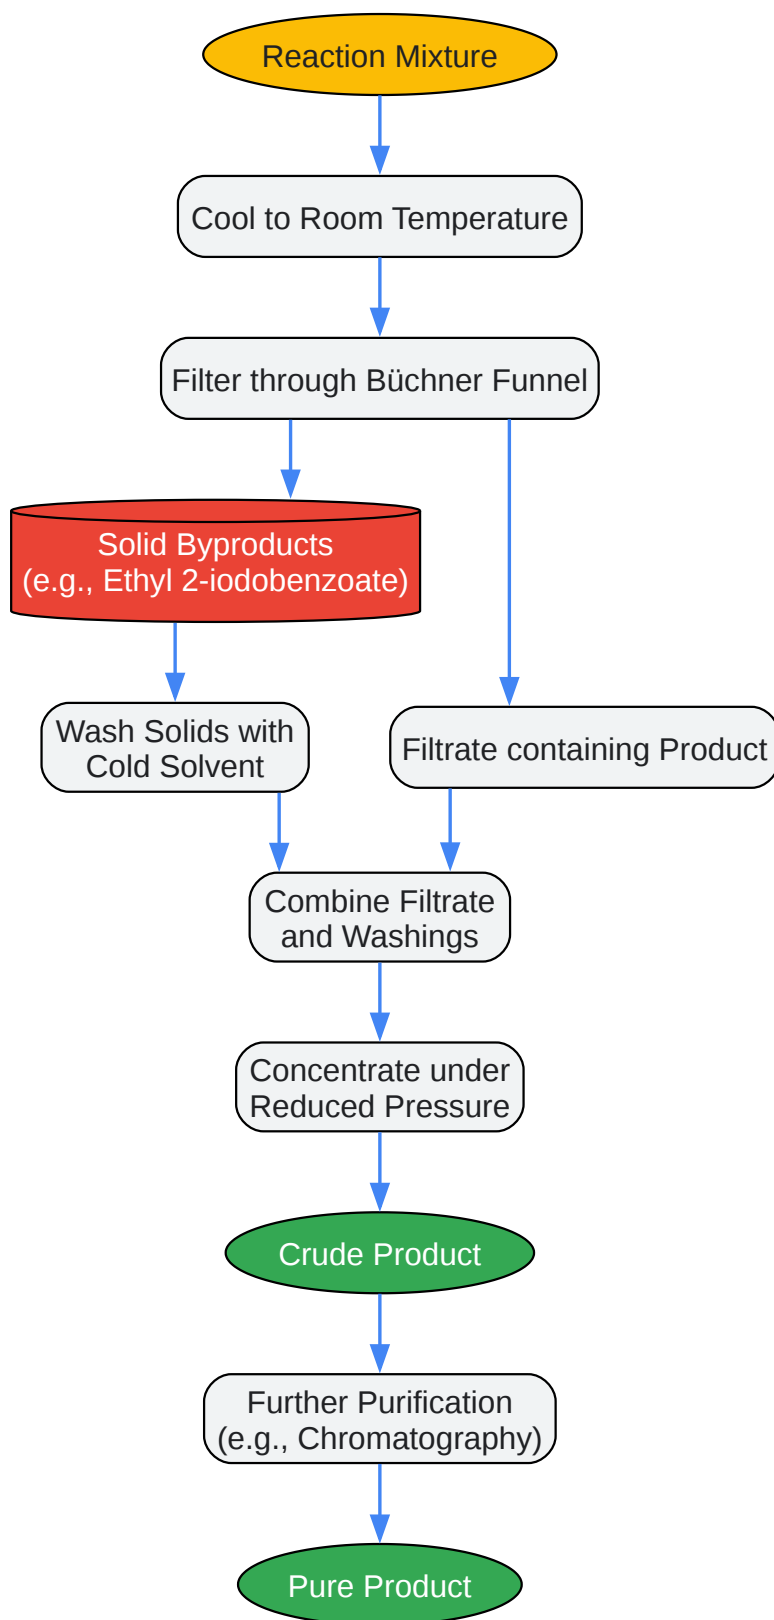 Reaction Mixture
Cool to Room Temperature
Filter through Büchner Funnel
Solid Byproducts
(e.g., Ethyl 2-iodobenzoate)
Wash Solids with
Cold Solvent
Filtrate containing Product
Combine Filtrate
and Washings
Concentrate under
Reduced Pressure
Crude Product
Further Purification
(e.g., Chromatography)
Pure Product